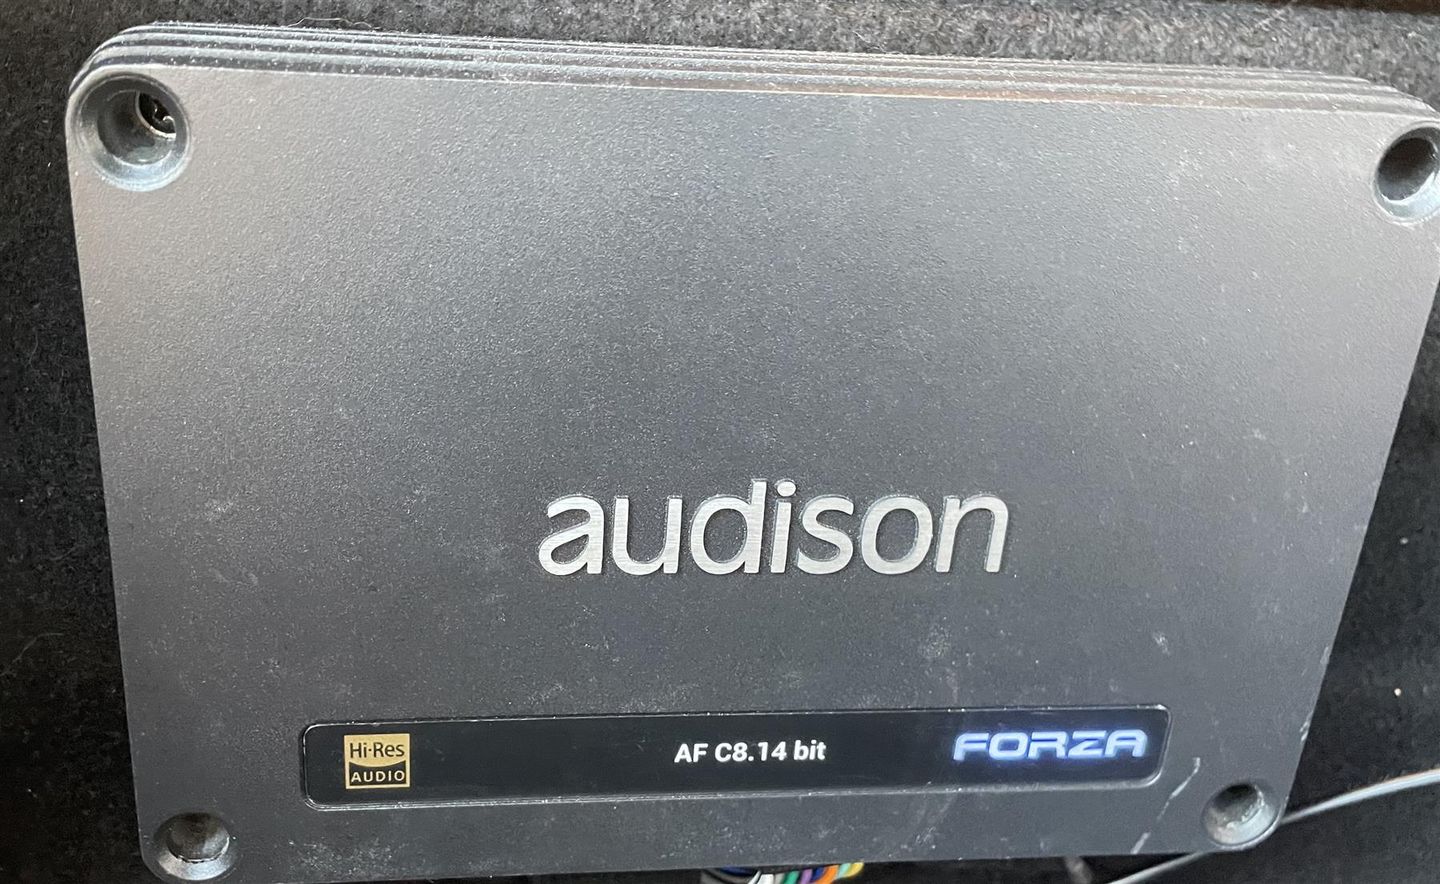 audison
Hi-Res
AUDIO
AF C8.14 bit
FORZA